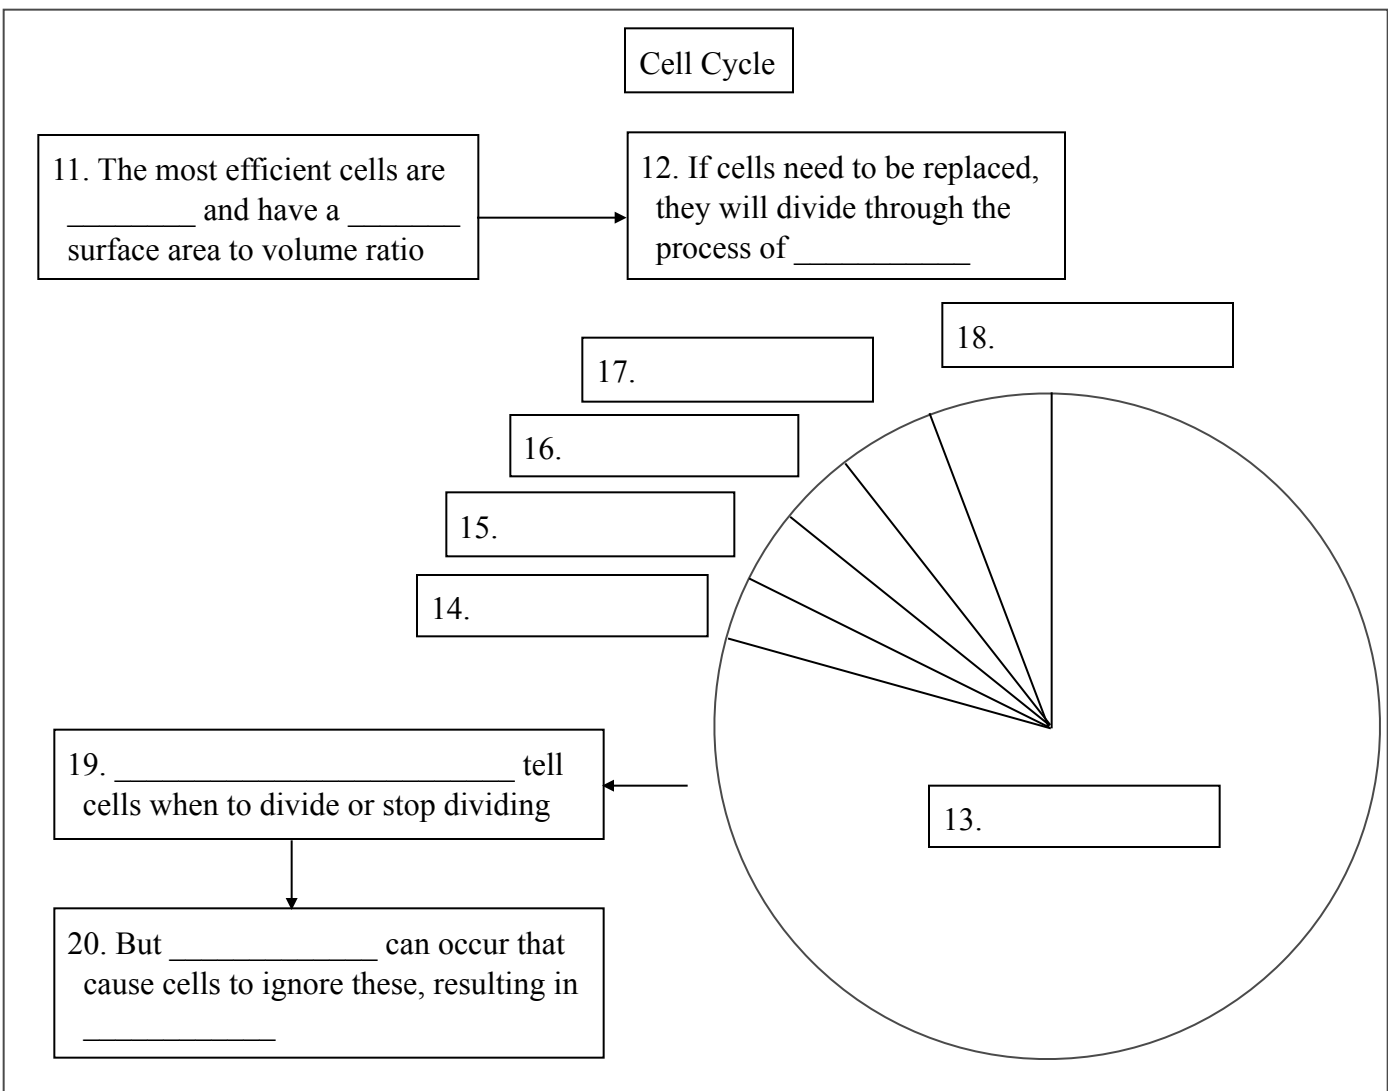 Cell Cycle
11. The most efficient cells are
________ and have a _______
surface area to volume ratio
12. If cells need to be replaced,
they will divide through the
process of ___________
18.
17.
16.
15.
14.
13.
19. _________________________ tell
cells when to divide or stop dividing
20. But _____________ can occur that
cause cells to ignore these, resulting in
____________